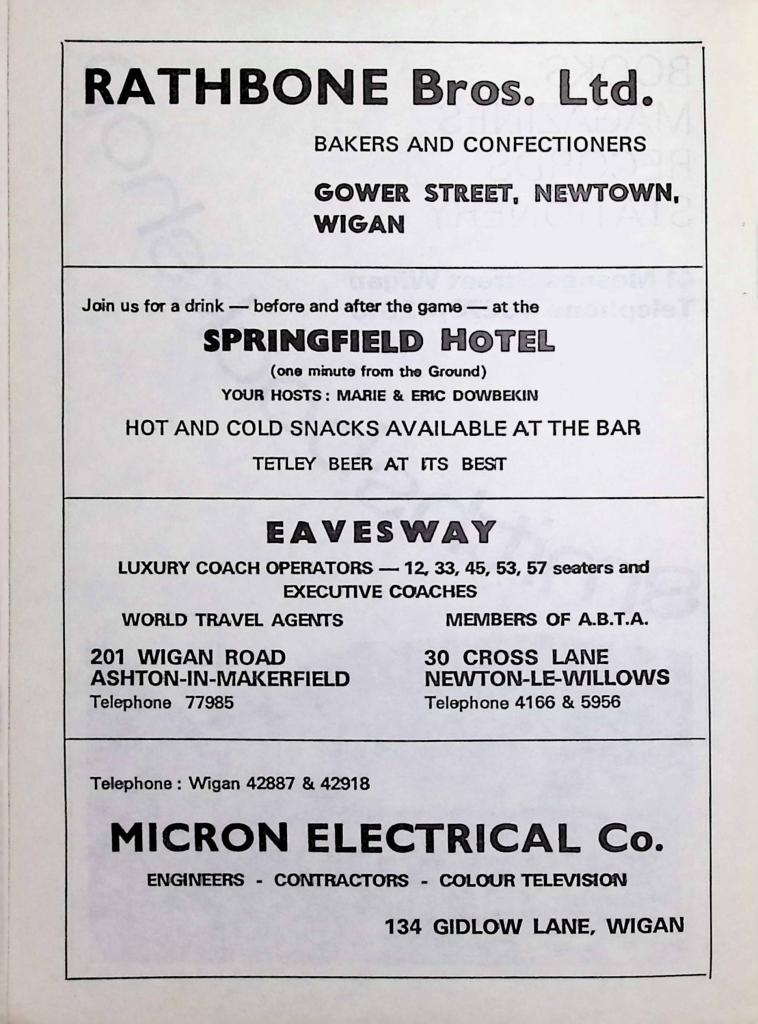 RATHBONE Bros. Ltd.
BAKERS AND CONFECTIONERS
GOWER STREET, NEWTOWN,
WIGAN
Join us for a drink — before and after the game — at the
SPRINGFIELD HOTEL
(one minute from the Ground)
YOUR HOSTS : MARIE & ERIC DOWBEKIN
HOT AND COLD SNACKS AVAILABLE AT THE BAR
TETLEY BEER AT ITS BEST
EAVESWAY
LUXURY COACH OPERATORS — 12, 33, 45, 53, 57 seaters and
EXECUTIVE COACHES
WORLD TRAVEL AGENTS MEMBERS OF A.B.T.A.
201 WIGAN ROAD
ASHTON-IN-MAKERFIELD
Telephone 77985
30 CROSS LANE
NEWTON-LE-WILLOWS
Telephone 4166 & 5956
Telephone : Wigan 42887 & 42918
MICRON ELECTRICAL Co.
ENGINEERS - CONTRACTORS - COLOUR TELEVISION
134 GIDLOW LANE, WIGAN